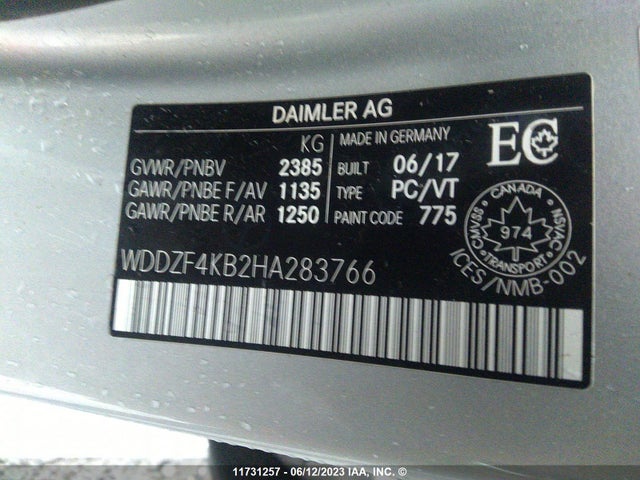 DAIMLER AG
KG
GVWR/PNBV 2385
GAWR/PNBE F/AV 1135
GAWR/PNBE R/AR 1250
MADE IN GERMANY
BUILT 06/17
TYPE PC/VT
PAINT CODE 775
EC
CANADA
CMVSS 974 NSVAC
TRANSPORT
ICES/NMB-002
WDDZF4KB2HA283766
11731257 - 06/12/2023 IAA, INC. ©